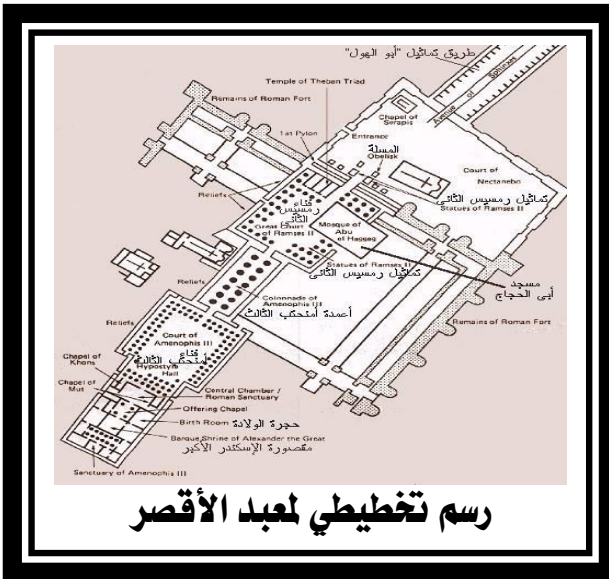 طريق تماثيل "أبو الهول"
Avenue of Sphinxes
Temple of Theban Triad
Remains of Roman Fort
Chapel of
Serapis
1st Pylon
Entrance
المسلة
Obelisk
Court of
Nectanebo
تماثيل رمسيس الثانى
Statues of Ramses II
Reliefs
فناء
رمسيس
الثانى
Great Court
of Ramses II
Mosque of
Abu
el Haggag
Statues of Ramses II
تماثيل رمسيس الثانى
مسجد
أبى الحجاج
Reliefs
Colonnade of
Amenophis III
أعمدة أمنحتب الثالث
Remains of Roman Fort
Reliefs
Court of
Amenophis III
فناء
أمنحتب الثالث
Hypostyle
Hall
Chapel of
Khons
Chapel of
Mut
Central Chamber /
Roman Sanctuary
Offering Chapel
Birth Room حجرة الولادة
Barque Shrine of Alexander the Great
مقصورة الإسكندر الأكبر
Sanctuary of Amenophis III
رسم تخطيطي لمعبد الأقصر